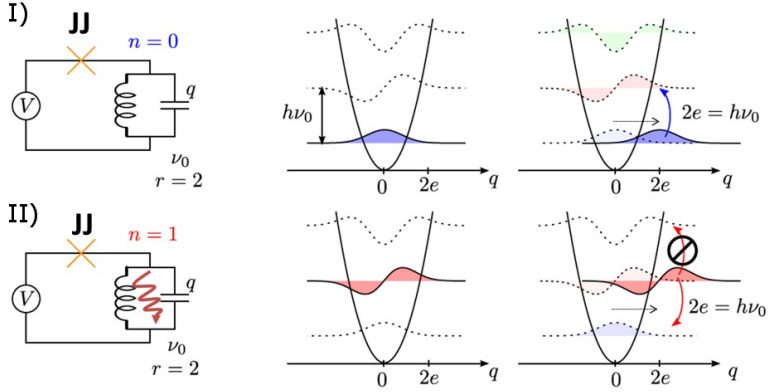 I)
JJ
n = 0
V
q
ν₀
r = 2
hν₀
0
2e
q
2e = hν₀
0
2e
q
II)
JJ
n = 1
V
q
ν₀
r = 2
0
2e
q
2e = hν₀
0
2e
q